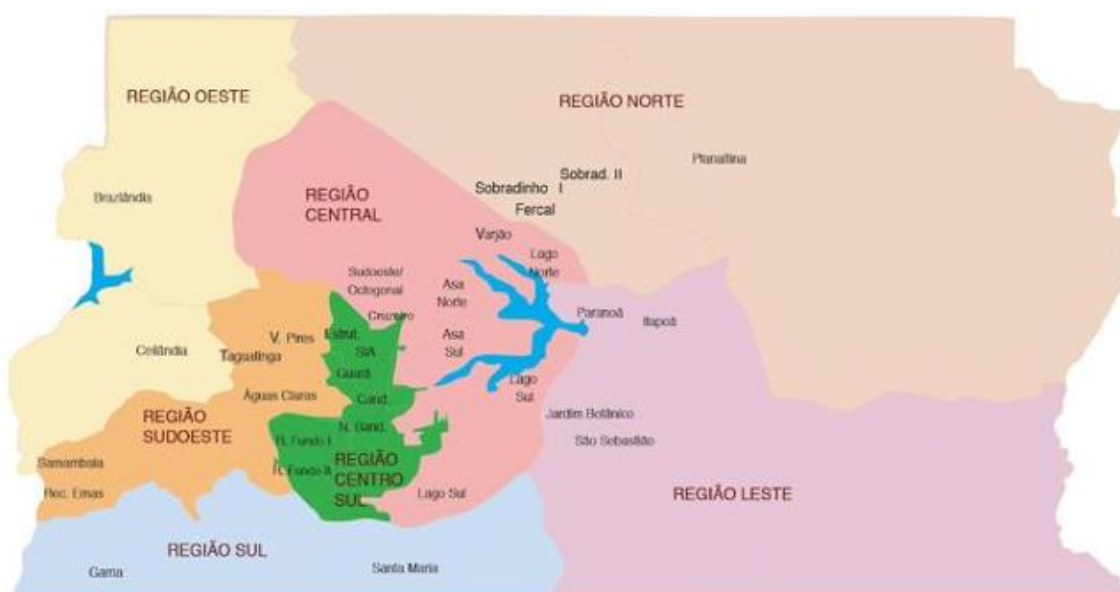 REGIÃO OESTE
REGIÃO NORTE
Planaltina
Sobrad. II
Sobradinho I
Fercal
Brazlândia
REGIÃO
CENTRAL
Varjão
Lago
Norte
Sudoeste/
Octogonal
Asa
Norte
Cruzeiro
Paranoá
Itapoã
V. Pires
Estrut.
Asa
Sul
Ceilândia
Taguatinga
SIA
Guará
Lago
Sul
Águas Claras
Cand.
Jardim Botânico
REGIÃO
SUDOESTE
N. Band.
R. Fundo I
São Sebastião
Samambaia
R. Fundo II
REGIÃO
CENTRO
SUL
Rec. Emas
Lago Sul
REGIÃO LESTE
REGIÃO SUL
Gama
Santa Maria